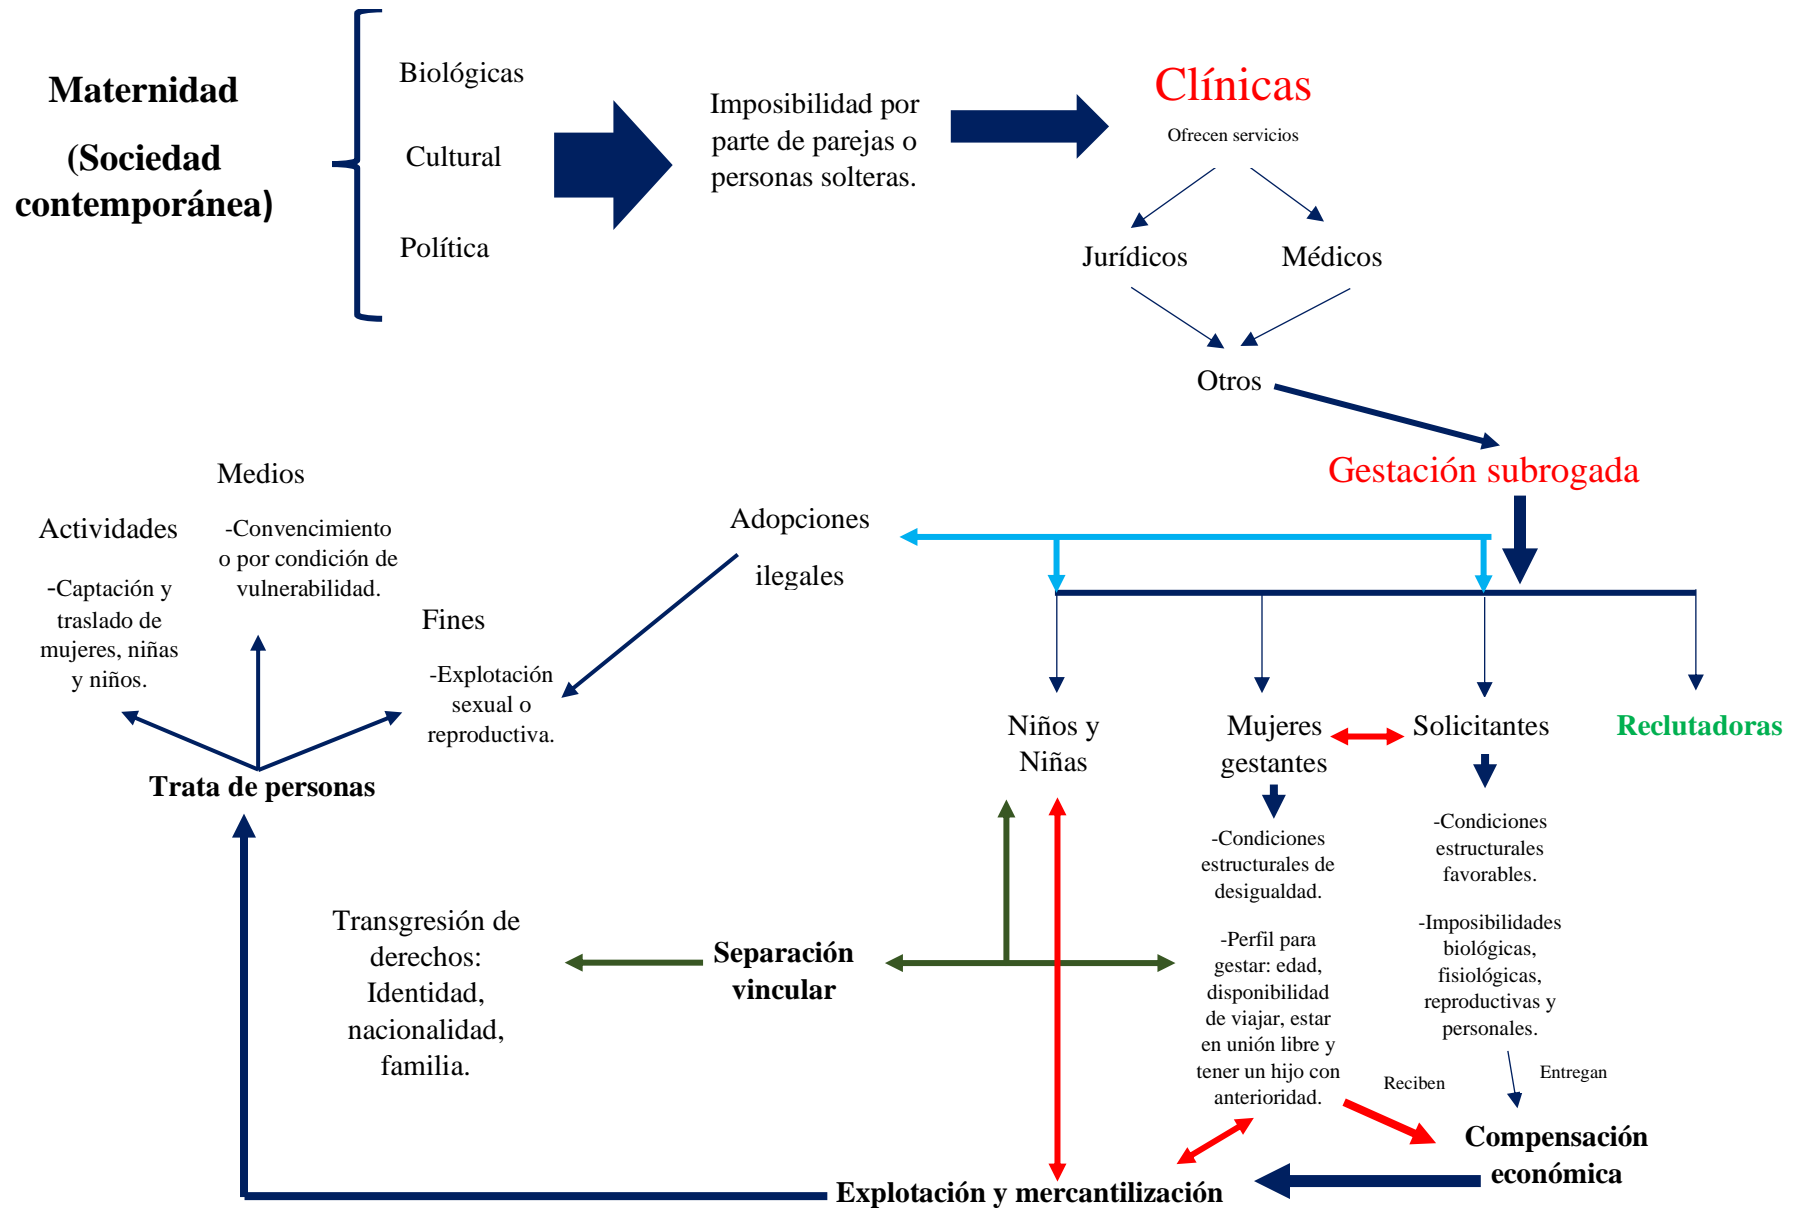 Maternidad
(Sociedad
contemporánea)
Biológicas
Cultural
Política
Imposibilidad por
parte de parejas o
personas solteras.
Clínicas
Ofrecen servicios
Jurídicos
Médicos
Otros
Gestación subrogada
Medios
-Convencimiento
o por condición de
vulnerabilidad.
Actividades
-Captación y
traslado de
mujeres, niñas
y niños.
Fines
-Explotación
sexual o
reproductiva.
Trata de personas
Adopciones
ilegales
Niños y
Niñas
Mujeres
gestantes
Solicitantes
Reclutadoras
-Condiciones
estructurales de
desigualdad.
-Perfil para
gestar: edad,
disponibilidad
de viajar, estar
en unión libre y
tener un hijo con
anterioridad.
-Condiciones
estructurales
favorables.
-Imposibilidades
biológicas,
fisiológicas,
reproductivas y
personales.
Transgresión de
derechos:
Identidad,
nacionalidad,
familia.
Separación
vincular
Reciben
Entregan
Compensación
económica
Explotación y mercantilización